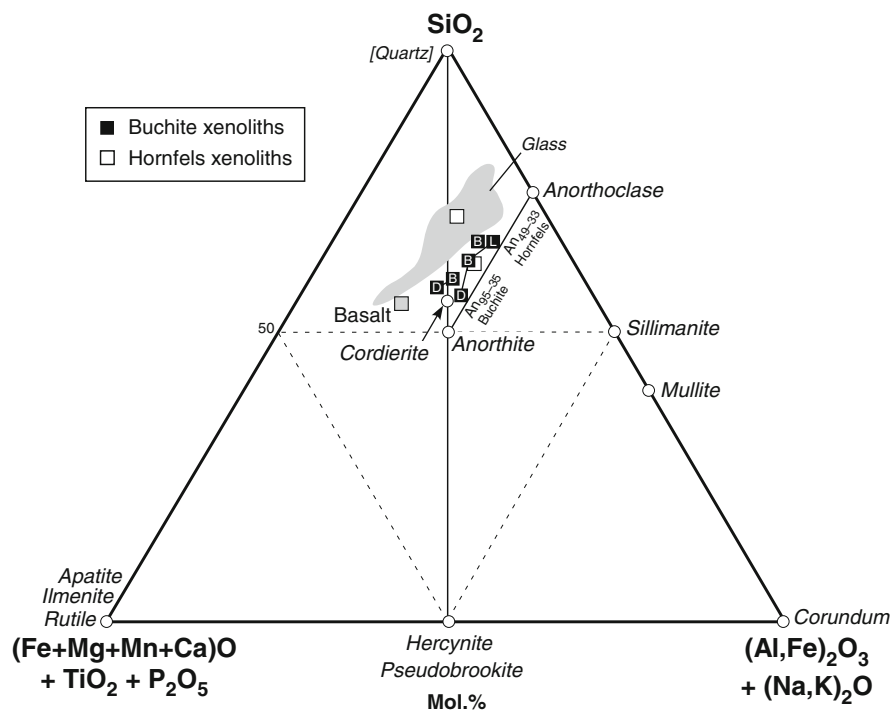 SiO2
[Quartz]
Buchite xenoliths
Hornfels xenoliths
Glass
Anorthoclase
An49–33
Hornfels
B L
B
B
D
D
An95–35
Buchite
Basalt
50
Cordierite
Anorthite
Sillimanite
Mullite
Apatite
Ilmenite
Rutile
Corundum
(Fe+Mg+Mn+Ca)O
+ TiO2 + P2O5
Hercynite
Pseudobrookite
Mol.%
(Al,Fe)2O3
+ (Na,K)2O